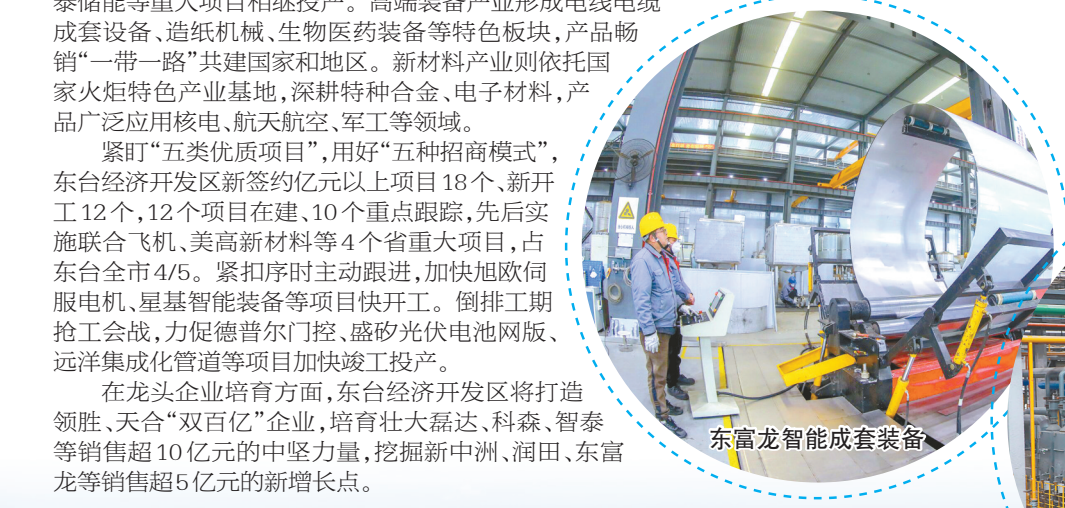 泰储能等重大项目相继投产。高端装备产业形成电线电缆
成套设备、造纸机械、生物医药装备等特色板块,产品畅
销“一带一路”共建国家和地区。新材料产业则依托国
家火炬特色产业基地,深耕特种合金、电子材料,产
品广泛应用核电、航天航空、军工等领域。
紧盯“五类优质项目”,用好“五种招商模式”,
东台经济开发区新签约亿元以上项目18个、新开
工12个,12个项目在建、10个重点跟踪,先后实
施联合飞机、美高新材料等4个省重大项目,占
东台全市4/5。紧扣序时主动跟进,加快旭欧伺
服电机、星基智能装备等项目快开工。倒排工期
抢工会战,力促德普尔门控、盛矽光伏电池网版、
远洋集成化管道等项目加快竣工投产。
在龙头企业培育方面,东台经济开发区将打造
领胜、天合“双百亿”企业,培育壮大磊达、科森、智泰
等销售超10亿元的中坚力量,挖掘新中洲、润田、东富
龙等销售超5亿元的新增长点。
东富龙智能成套装备